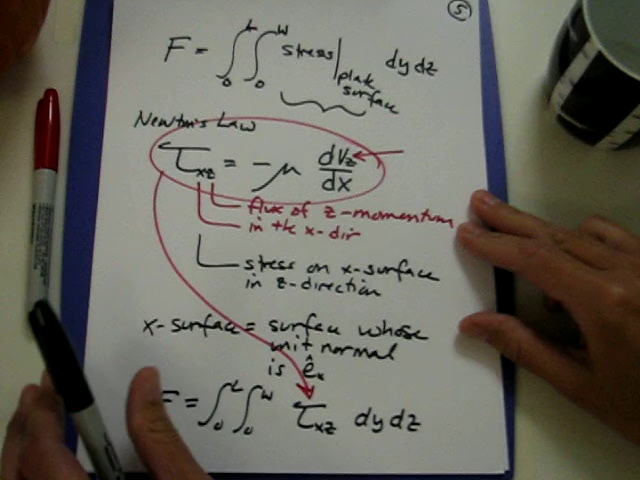 5
F = ∫₀ᴸ ∫₀ᵂ stress| plate surface dy dz
Newton's Law
τxz = -μ dvz/dx
flux of z-momentum
in the x-dir
stress on x-surface
in z-direction
x-surface = surface whose
unit normal
is êx
F = ∫₀ᴸ ∫₀ᵂ τxz dy dz